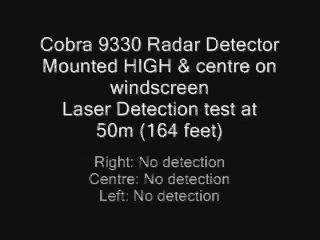 Cobra 9330 Radar Detector
Mounted HIGH & centre on
windscreen
Laser Detection test at
50m (164 feet)
Right: No detection
Centre: No detection
Left: No detection